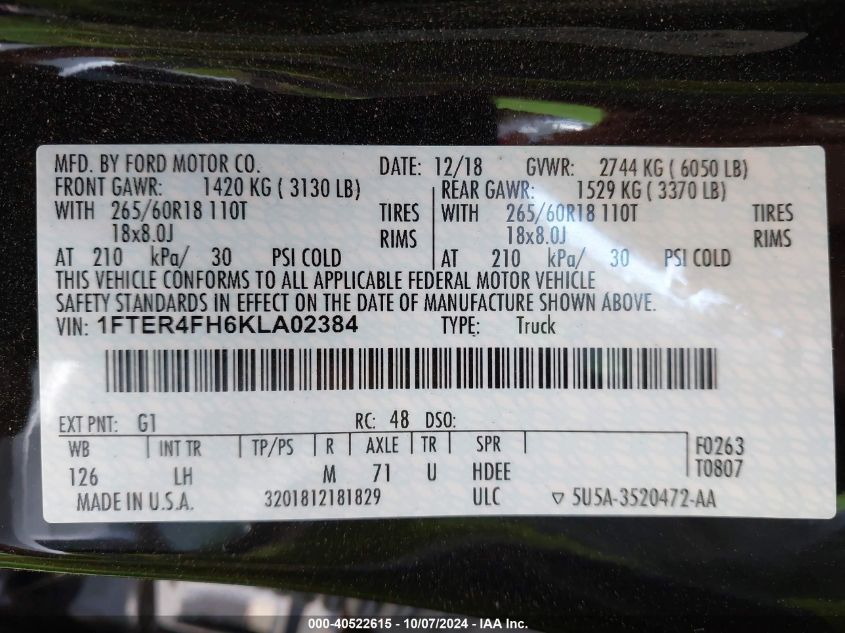 MFD. BY FORD MOTOR CO. DATE: 12/18 GVWR: 2744 KG ( 6050 LB)
FRONT GAWR: 1420 KG ( 3130 LB) REAR GAWR: 1529 KG ( 3370 LB)
WITH 265/60R18 110T TIRES WITH 265/60R18 110T TIRES
18x8.0J RIMS 18x8.0J RIMS
AT 210 kPa/ 30 PSI COLD AT 210 kPa/ 30 PSI COLD
THIS VEHICLE CONFORMS TO ALL APPLICABLE FEDERAL MOTOR VEHICLE
SAFETY STANDARDS IN EFFECT ON THE DATE OF MANUFACTURE SHOWN ABOVE.
VIN: 1FTER4FH6KLA02384 TYPE: Truck
EXT PNT: G1 RC: 48 DSO:
WB INT TR TP/PS R AXLE TR SPR F0263
126 LH M 71 U HDEE T0807
MADE IN U.S.A. 3201812181829 ULC ▽ 5U5A-3520472-AA
000-40522615 - 10/07/2024 - IAA Inc.